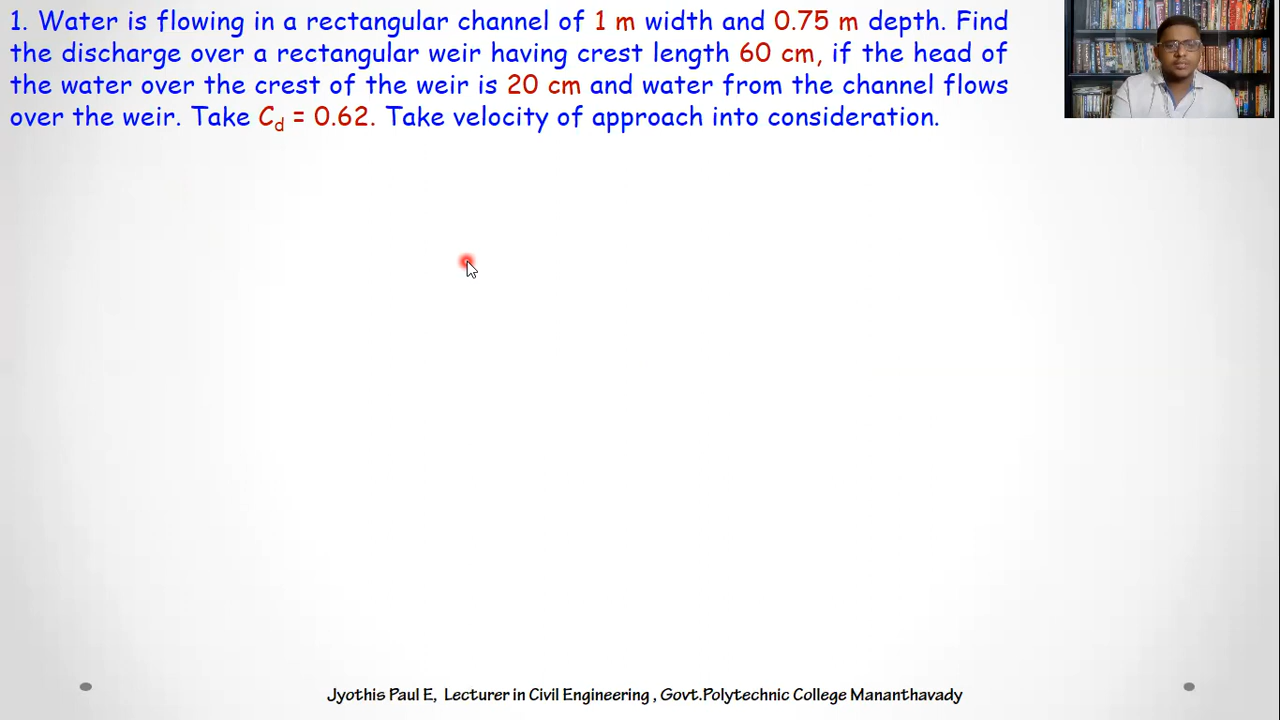 1. Water is flowing in a rectangular channel of 1 m width and 0.75 m depth. Find
the discharge over a rectangular weir having crest length 60 cm, if the head of
the water over the crest of the weir is 20 cm and water from the channel flows
over the weir. Take Cd = 0.62. Take velocity of approach into consideration.
Jyothis Paul E, Lecturer in Civil Engineering , Govt.Polytechnic College Mananthavady